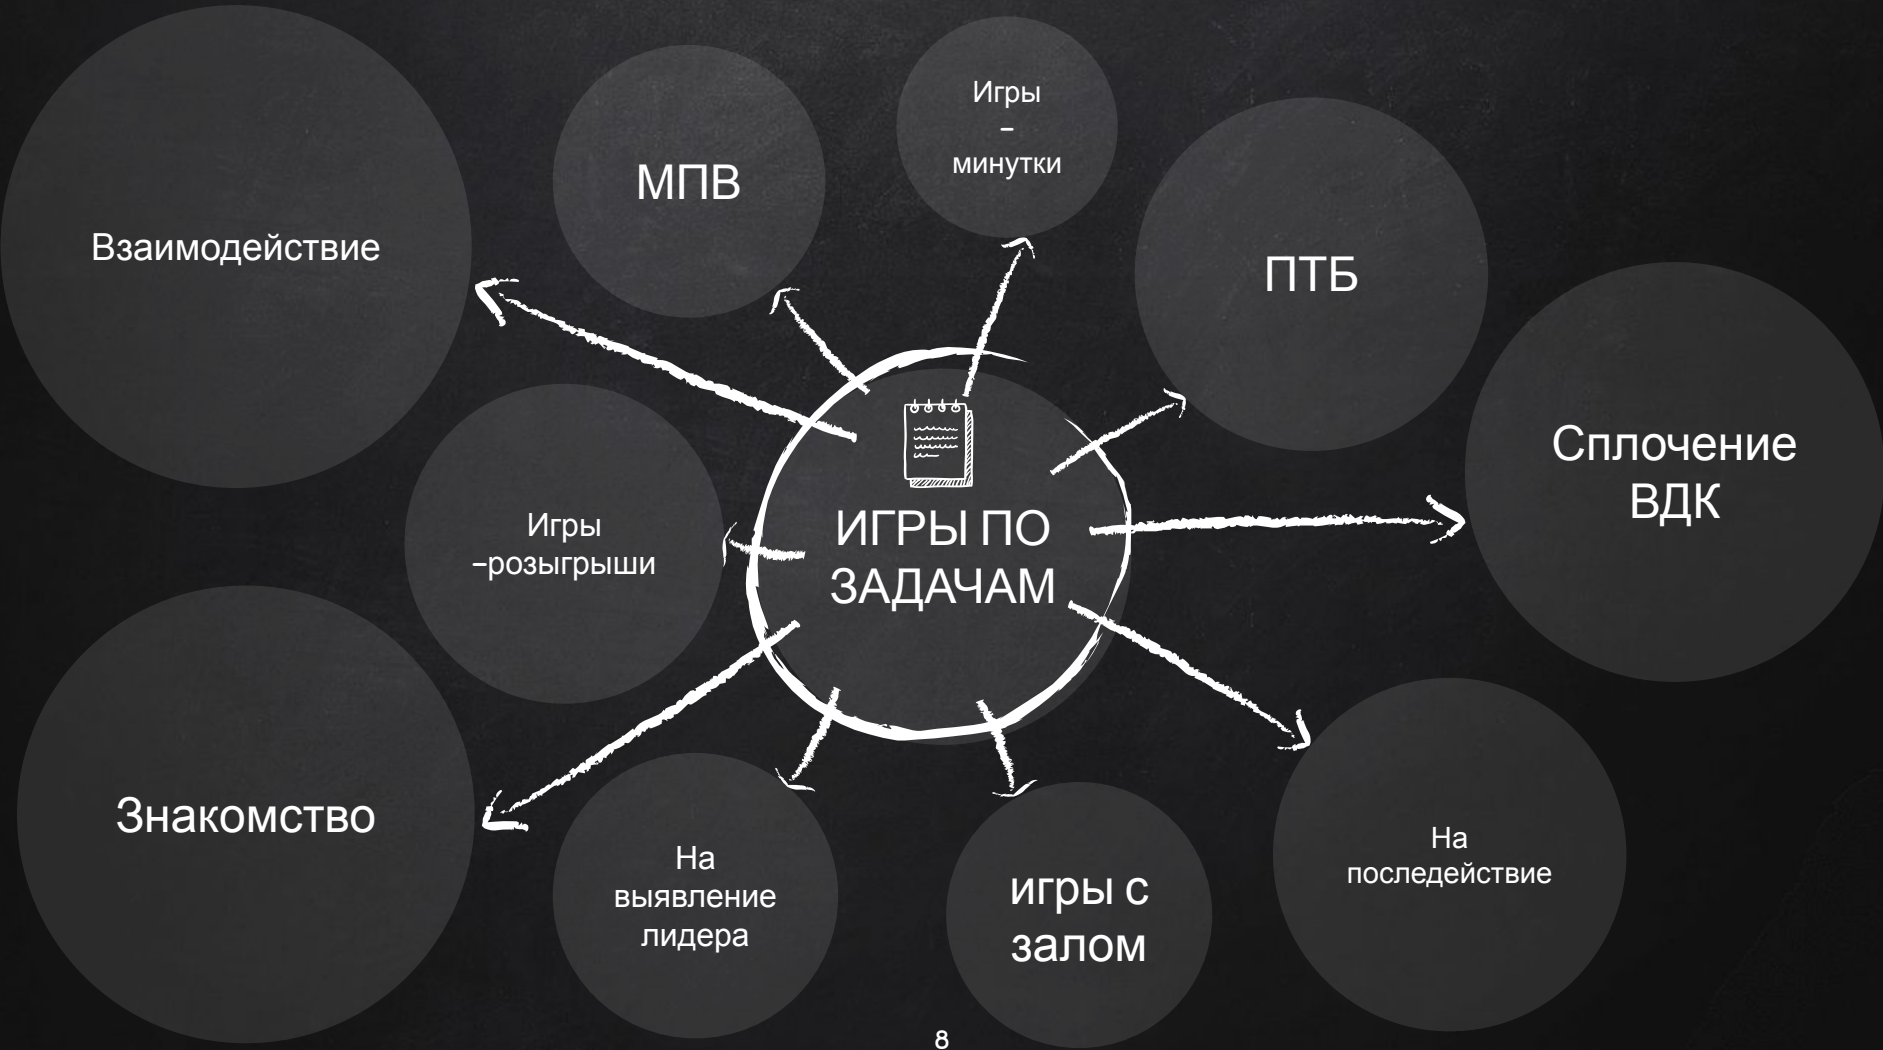 Игры
–
минутки
МПВ
Взаимодействие
ПТБ
Сплочение
ВДК
Игры
–розыгрыши
ИГРЫ ПО
ЗАДАЧАМ
Знакомство
На
выявление
лидера
игры с
залом
На
последействие
8